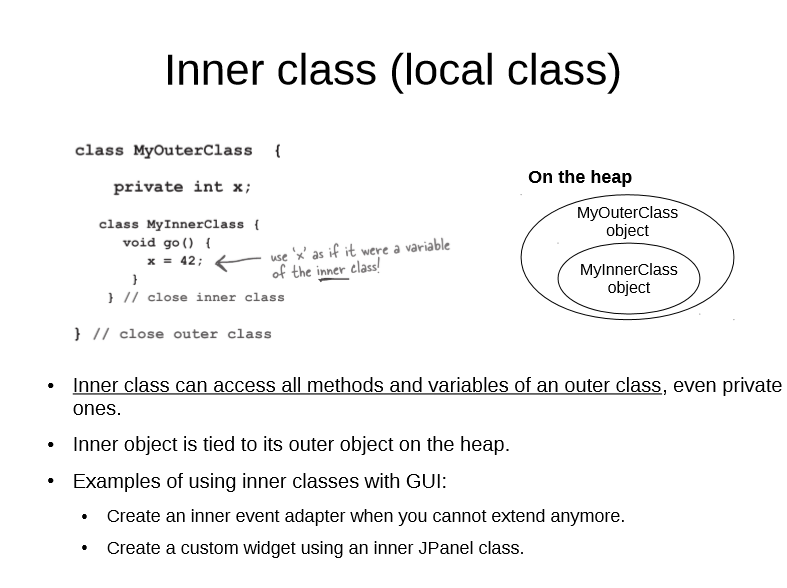 Inner class (local class)
class MyOuterClass {
private int x;
class MyInnerClass {
void go() {
x = 42;
use 'x' as if it were a variable
of the inner class!
}
} // close inner class
} // close outer class
On the heap
MyOuterClass
object
MyInnerClass
object
• Inner class can access all methods and variables of an outer class, even private
ones.
• Inner object is tied to its outer object on the heap.
• Examples of using inner classes with GUI:
• Create an inner event adapter when you cannot extend anymore.
• Create a custom widget using an inner JPanel class.